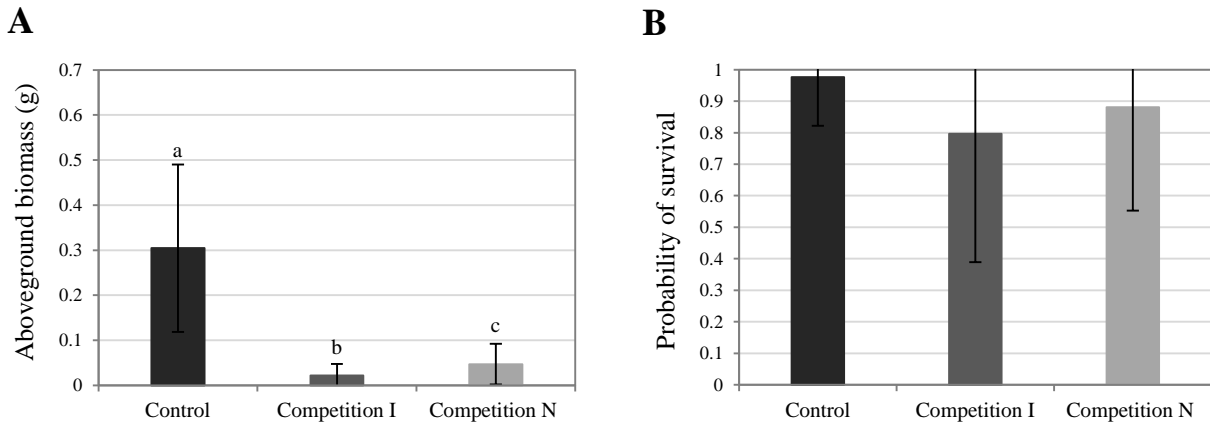 A
Aboveground biomass (g)
0.7
0.6
0.5
0.4
0.3
0.2
0.1
0
a
b
c
Control
Competition I
Competition N
B
Probability of survival
1
0.9
0.8
0.7
0.6
0.5
0.4
0.3
0.2
0.1
0
Control
Competition I
Competition N